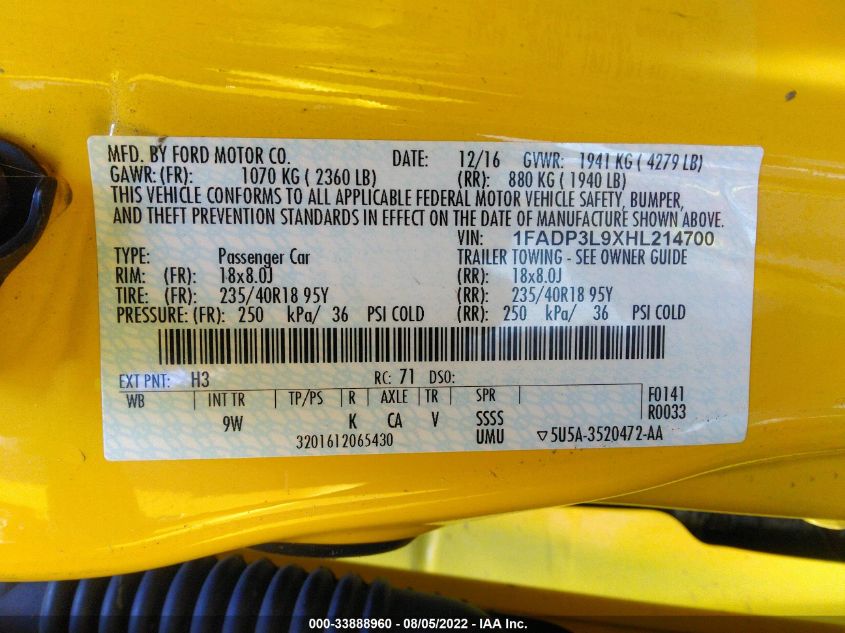 MFD. BY FORD MOTOR CO. DATE: 12/16 GVWR: 1941 KG ( 4279 LB)
GAWR: (FR): 1070 KG ( 2360 LB) (RR): 880 KG ( 1940 LB)
THIS VEHICLE CONFORMS TO ALL APPLICABLE FEDERAL MOTOR VEHICLE SAFETY, BUMPER,
AND THEFT PREVENTION STANDARDS IN EFFECT ON THE DATE OF MANUFACTURE SHOWN ABOVE.
VIN: 1FADP3L9XHL214700
TYPE: Passenger Car TRAILER TOWING - SEE OWNER GUIDE
RIM: (FR): 18x8.0J (RR): 18x8.0J
TIRE: (FR): 235/40R18 95Y (RR): 235/40R18 95Y
PRESSURE: (FR): 250 kPa/ 36 PSI COLD (RR): 250 kPa/ 36 PSI COLD
EXT PNT: H3 RC: 71 DSO:
WB INT TR TP/PS R AXLE TR SPR F0141
9W K CA V SSSS R0033
3201612065430 UMU ▽5U5A-3520472-AA
000-33888960 - 08/05/2022 - IAA Inc.